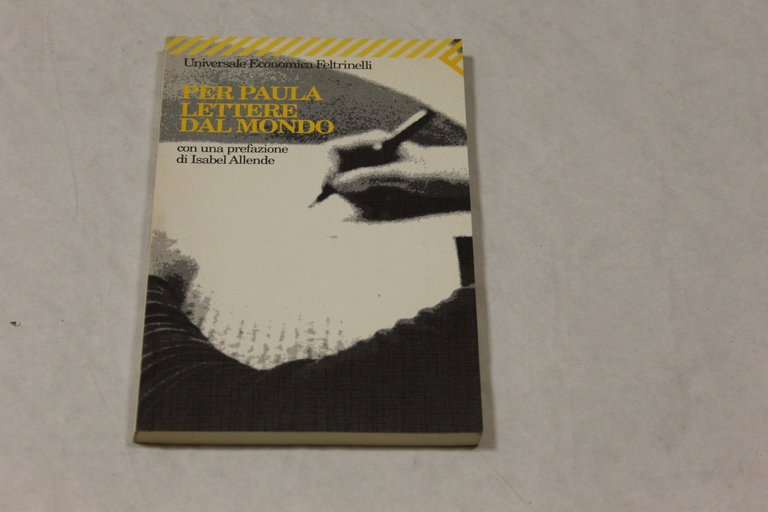 Universale Economica Feltrinelli
PER PAULA
LETTERE
DAL MONDO
con una prefazione
di Isabel Allende